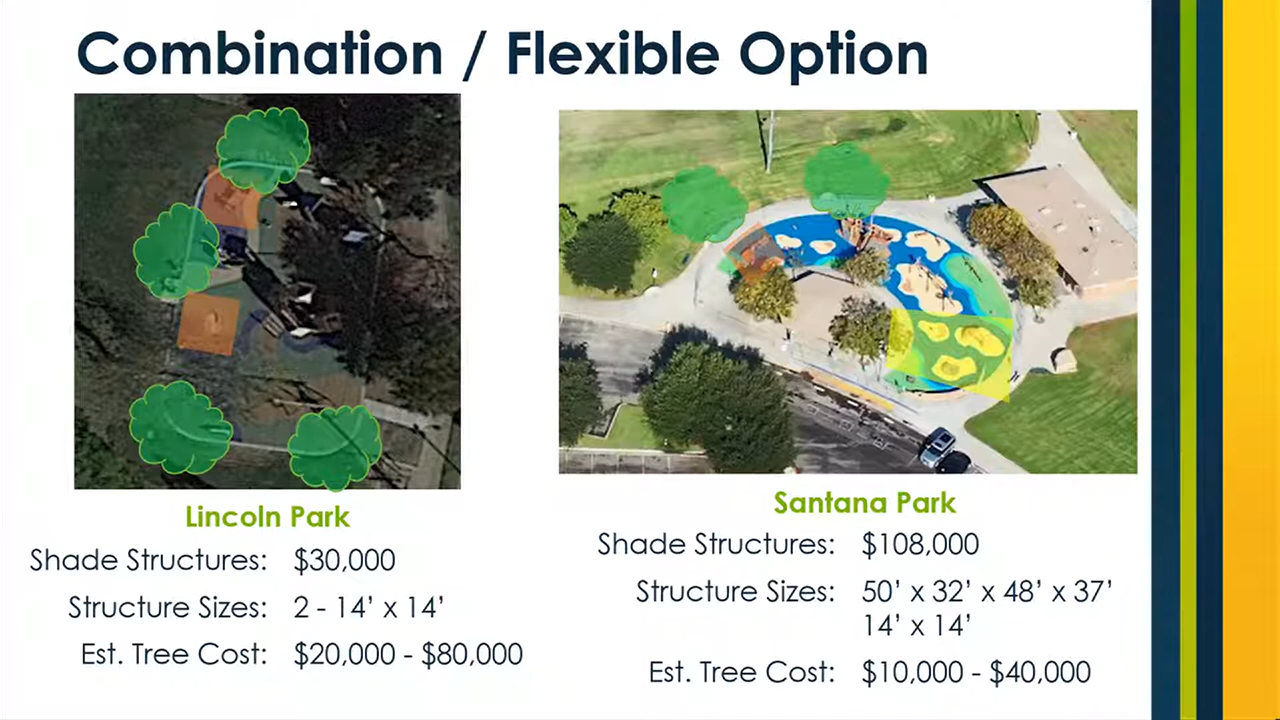 Combination / Flexible Option
Lincoln Park
Shade Structures: $30,000
Structure Sizes: 2 - 14’ x 14’
Est. Tree Cost: $20,000 - $80,000
Santana Park
Shade Structures: $108,000
Structure Sizes: 50’ x 32’ x 48’ x 37’
14’ x 14’
Est. Tree Cost: $10,000 - $40,000